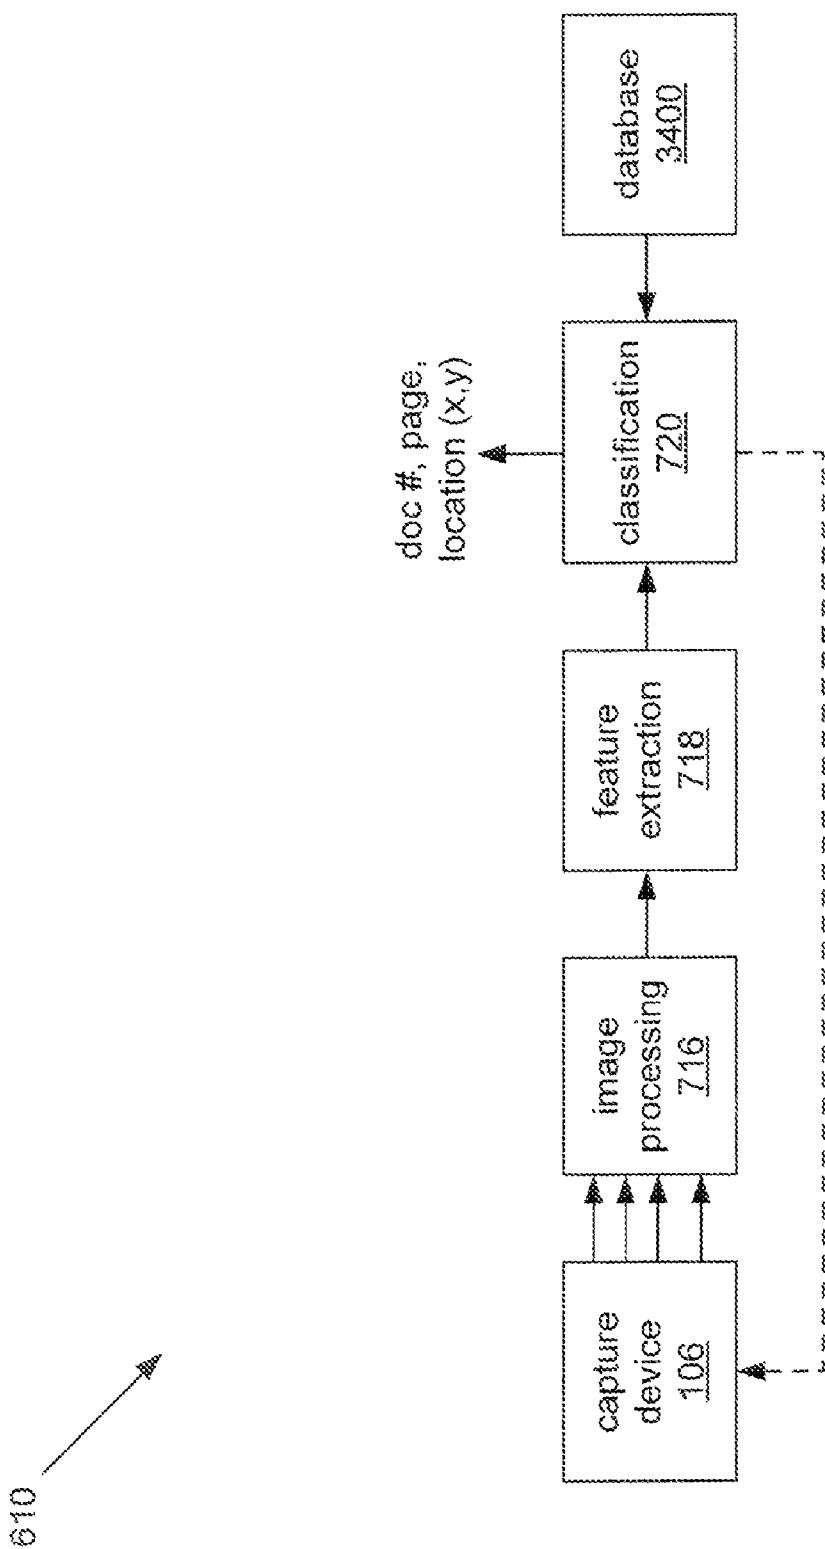 610
capture
device
106
image
processing
716
feature
extraction
718
classification
720
doc #, page,
location (x,y)
database
3400